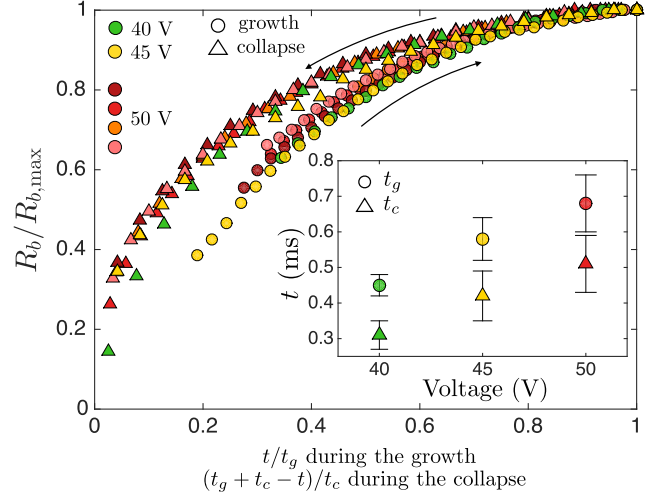 40 V
45 V
50 V
growth
collapse
R_b/R_{b,max}
1
0.8
0.6
0.4
0.2
0
0
0.2
0.4
0.6
0.8
1
t/t_g during the growth
(t_g + t_c − t)/t_c during the collapse
t_g
t_c
t (ms)
0.8
0.7
0.6
0.5
0.4
0.3
40
45
50
Voltage (V)